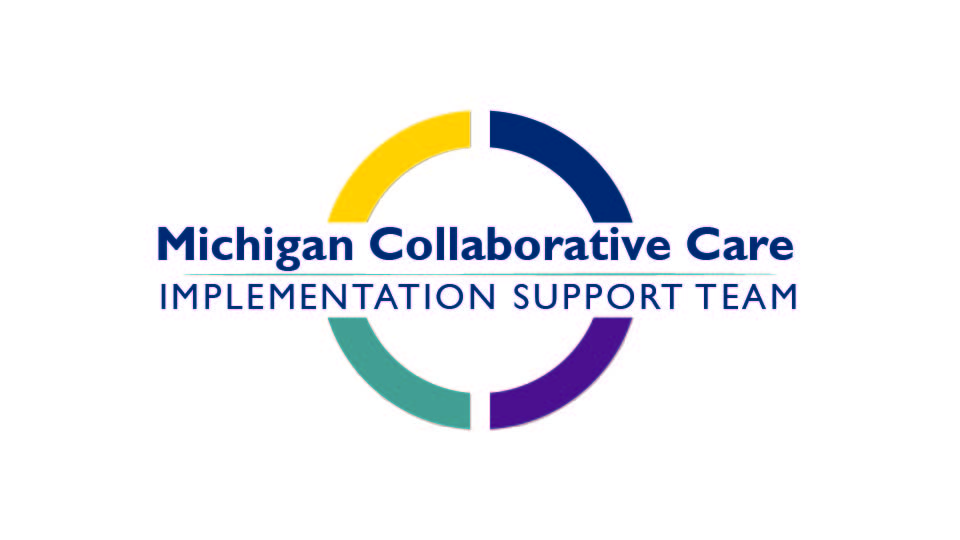 Michigan Collaborative Care
IMPLEMENTATION SUPPORT TEAM